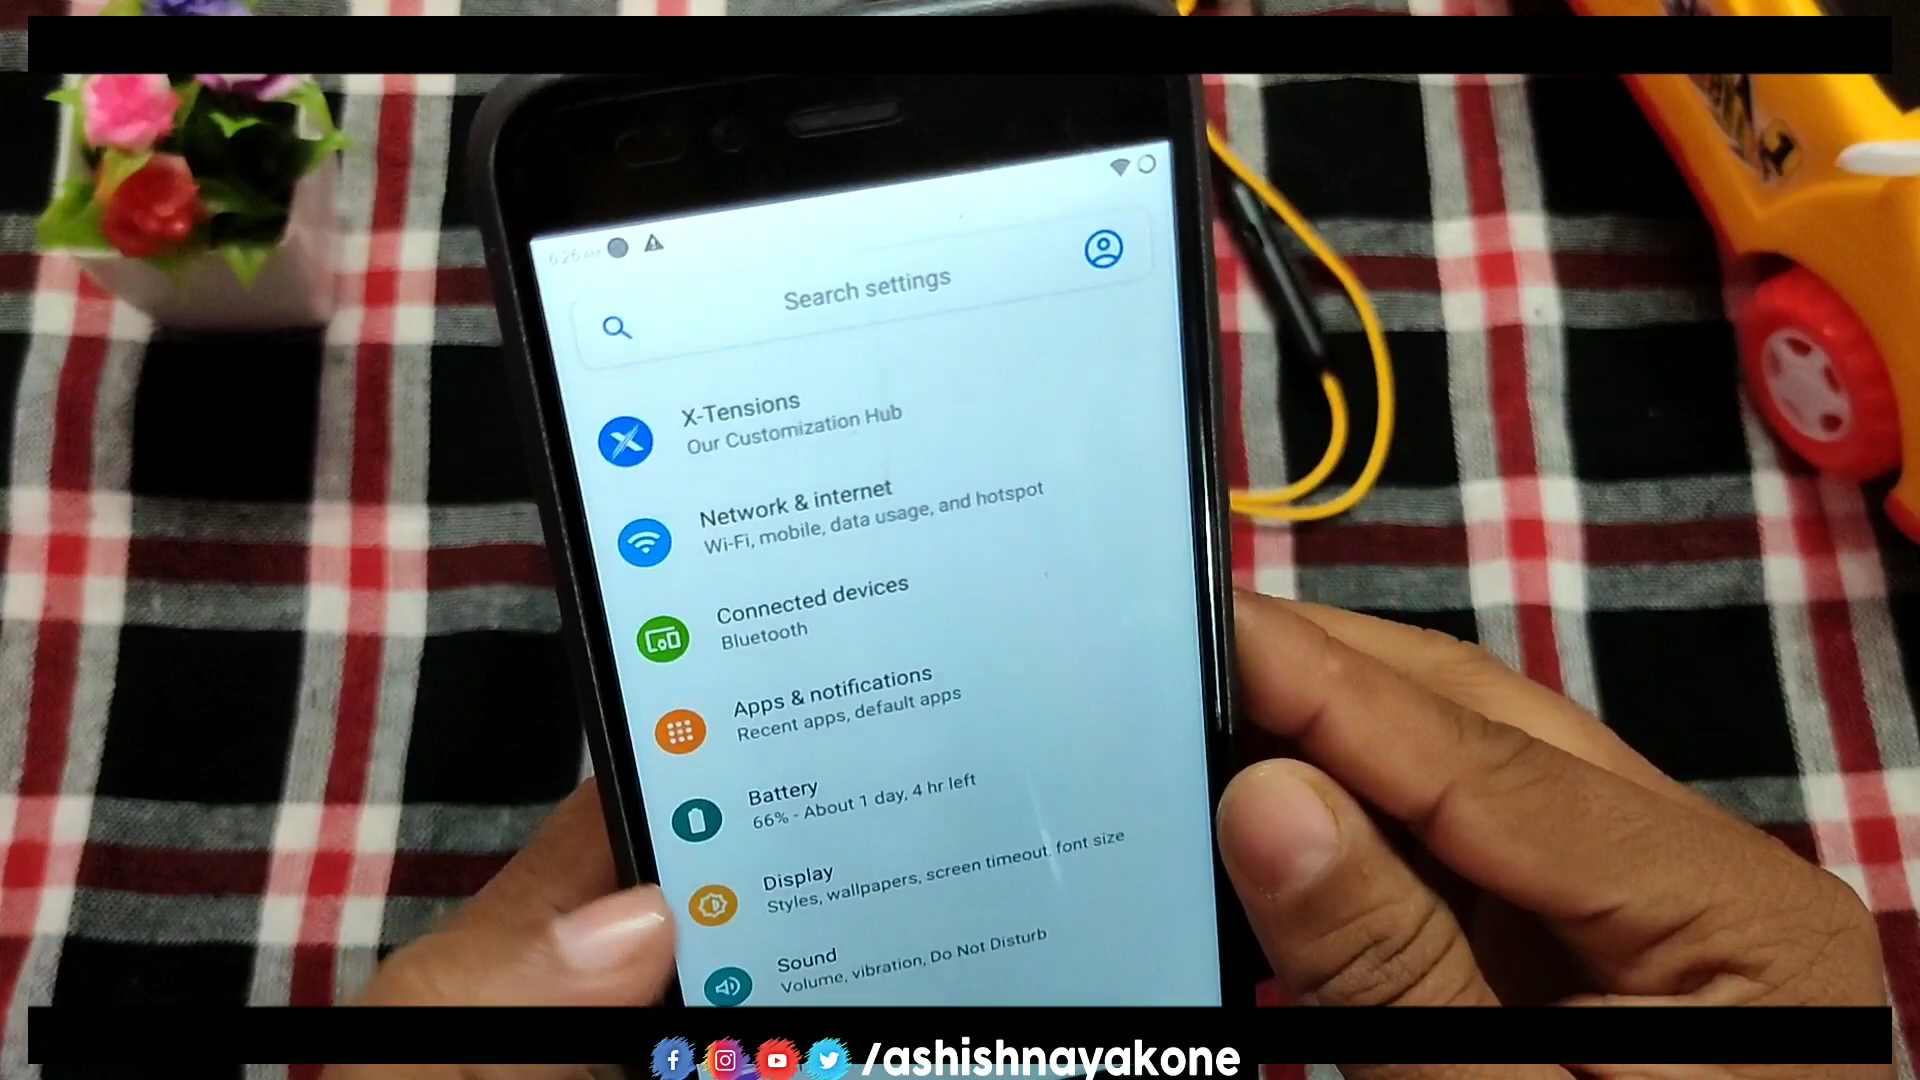 6:26 AM
Search settings
X-Tensions
Our Customization Hub
Network & internet
Wi-Fi, mobile, data usage, and hotspot
Connected devices
Bluetooth
Apps & notifications
Recent apps, default apps
Battery
66% - About 1 day, 4 hr left
Display
Styles, wallpapers, screen timeout, font size
Sound
Volume, vibration, Do Not Disturb
/ashishnayakone